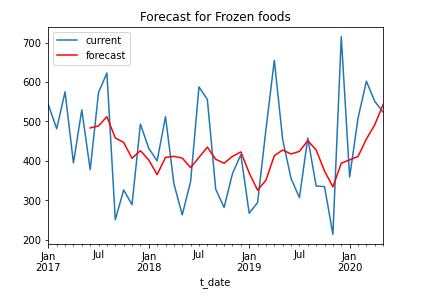 Forecast for Frozen foods
current
forecast
700
600
500
400
300
200
Jan Jul Jan Jul Jan Jul Jan
2017 2018 2019 2020
t_date